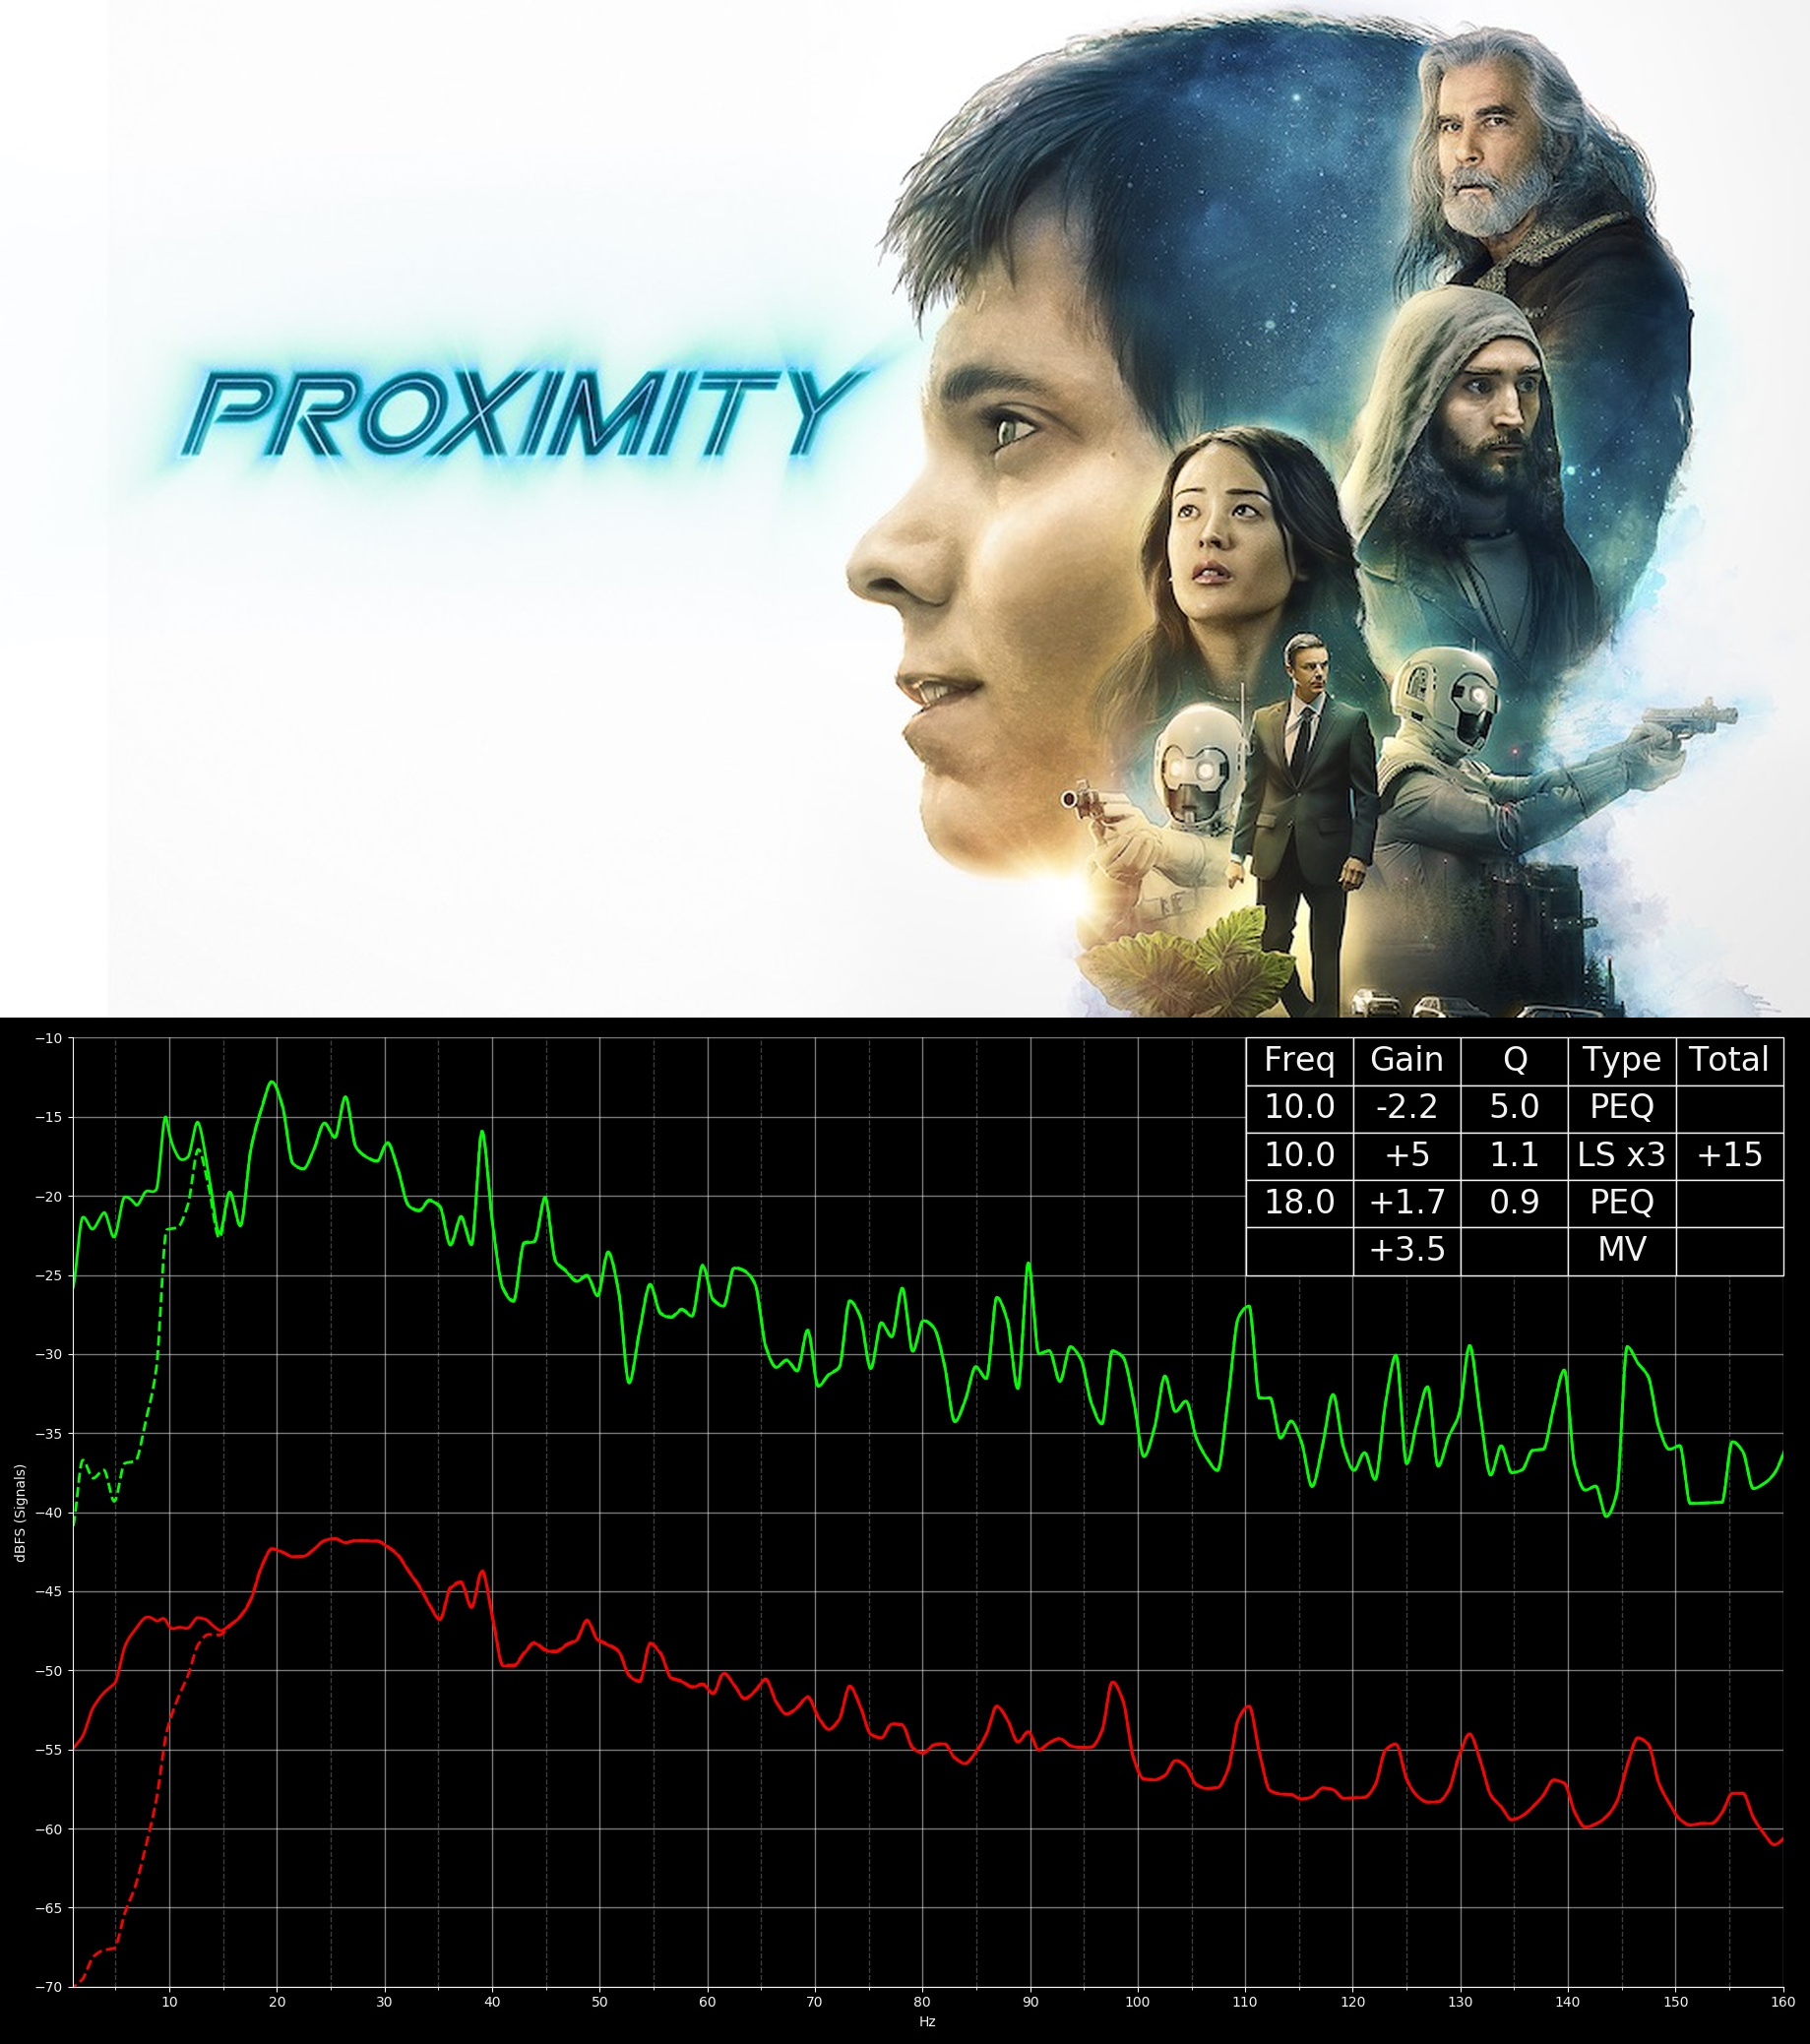 PROXIMITY
Freq Gain Q Type Total
10.0 -2.2 5.0 PEQ
10.0 +5 1.1 LS x3 +15
18.0 +1.7 0.9 PEQ
+3.5 MV
−10
−15
−20
−25
−30
−35
−40
−45
−50
−55
−60
−65
−70
dBFS (Signals)
10 20 30 40 50 60 70 80 90 100 110 120 130 140 150 160
Hz